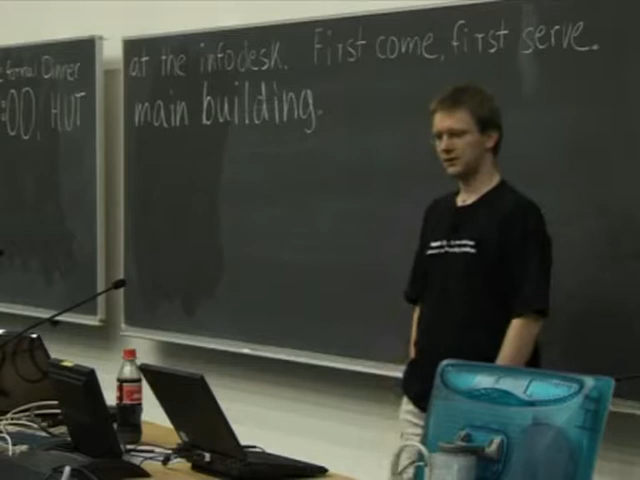 formal Dinner
:00, HUT
at the infodesk. First come, first serve.
main building.